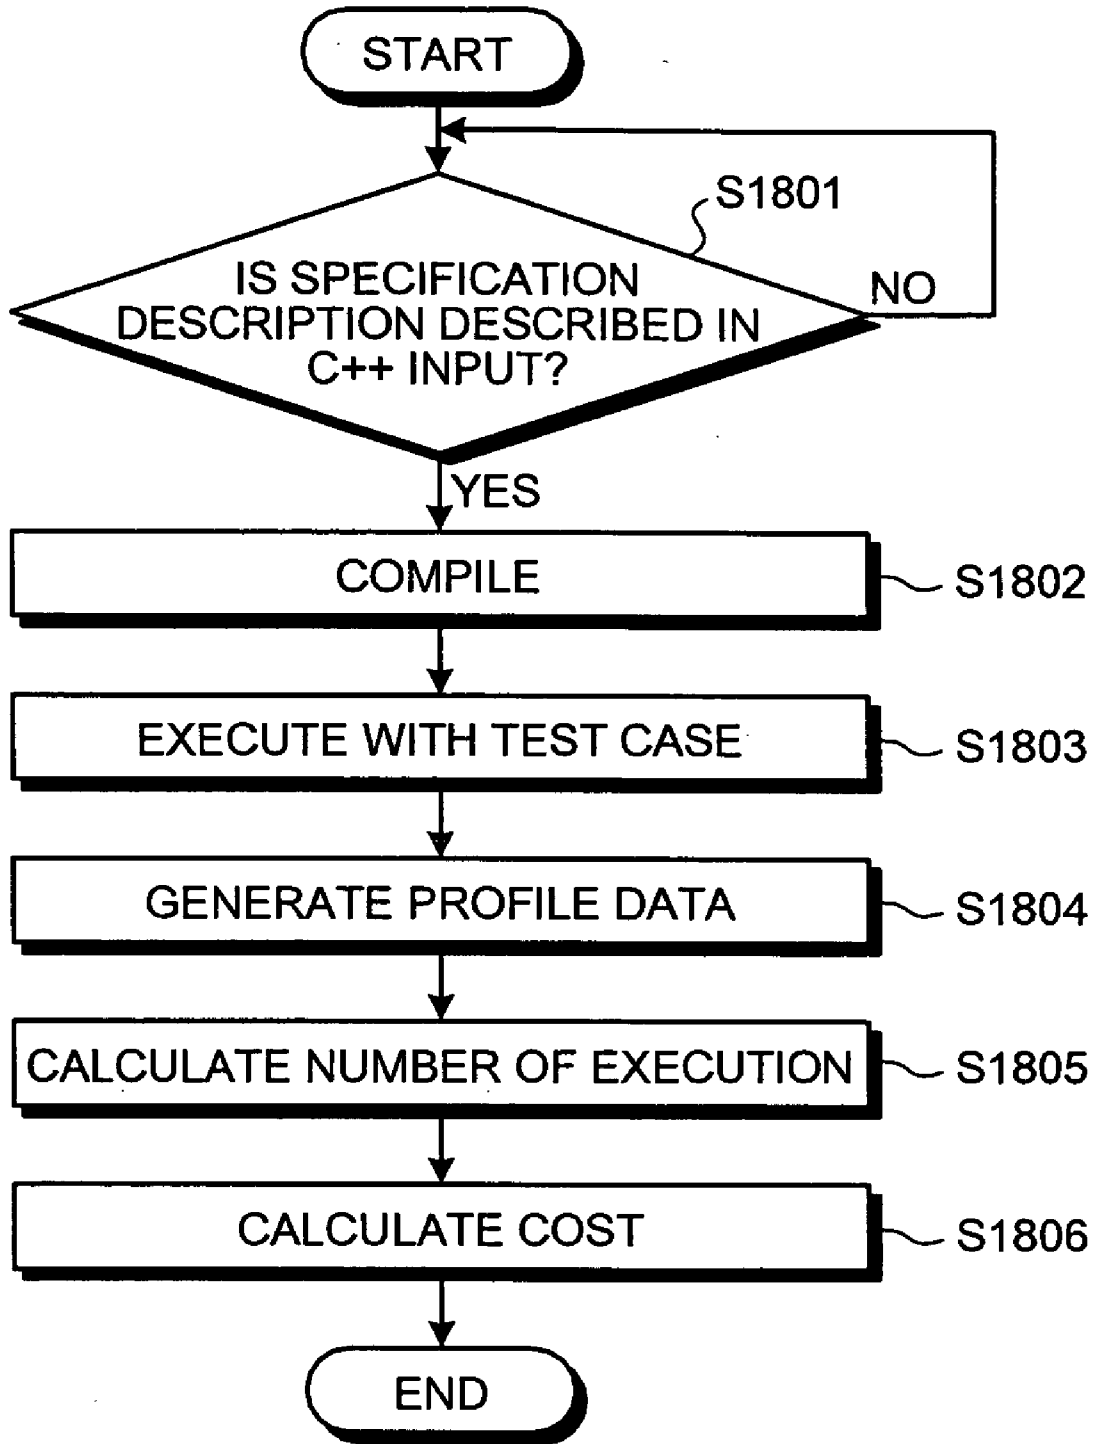 START
S1801
IS SPECIFICATION
DESCRIPTION DESCRIBED IN
C++ INPUT?
NO
YES
COMPILE
S1802
EXECUTE WITH TEST CASE
S1803
GENERATE PROFILE DATA
S1804
CALCULATE NUMBER OF EXECUTION
S1805
CALCULATE COST
S1806
END